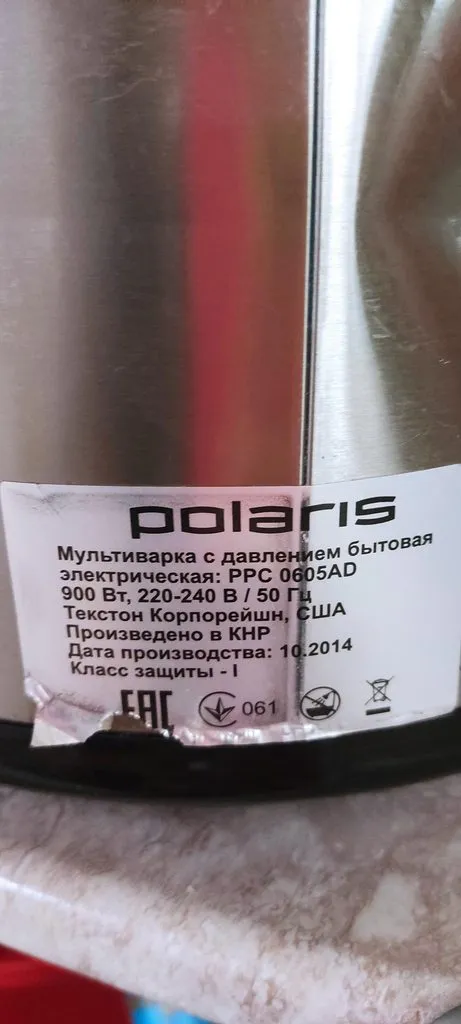 polaris
Мультиварка с давлением бытовая
электрическая: PPC 0605AD
900 Вт, 220-240 В / 50 Гц
Текстон Корпорейшн, США
Произведено в КНР
Дата производства: 10.2014
Класс защиты - I
EAC 061